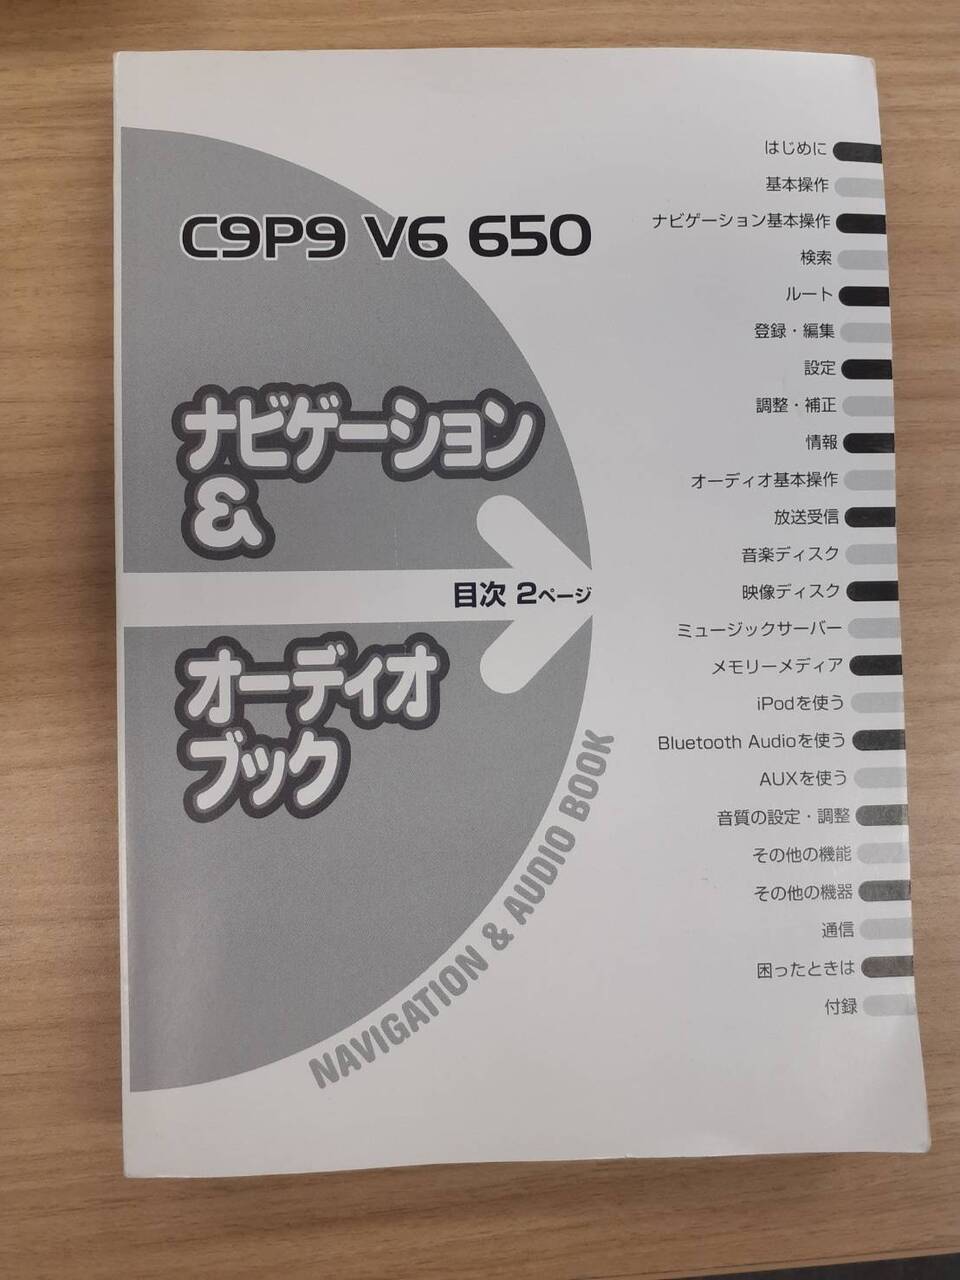 C9P9 V6 650
ナビゲーション
&
目次 2ページ
オーディオ
ブック
NAVIGATION & AUDIO BOOK
はじめに
基本操作
ナビゲーション基本操作
検索
ルート
登録・編集
設定
調整・補正
情報
オーディオ基本操作
放送受信
音楽ディスク
映像ディスク
ミュージックサーバー
メモリーメディア
iPodを使う
Bluetooth Audioを使う
AUXを使う
音質の設定・調整
その他の機能
その他の機器
通信
困ったときは
付録